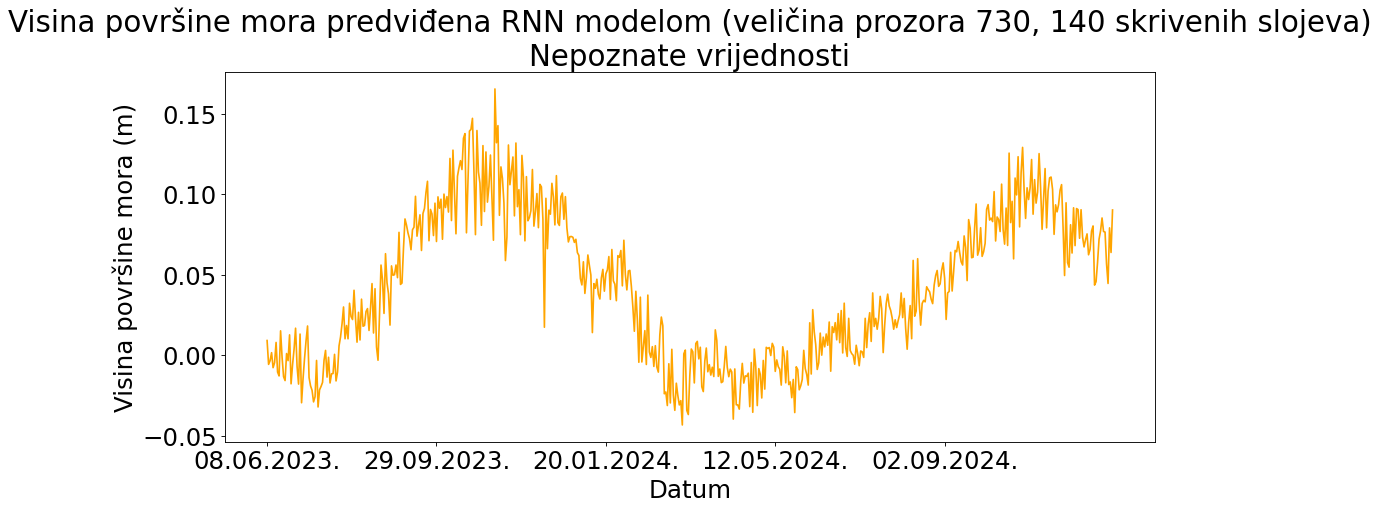 Visina površine mora predviđena RNN modelom (veličina prozora 730, 140 skrivenih slojeva)
Nepoznate vrijednosti
Visina površine mora (m)
0.15
0.10
0.05
0.00
−0.05
08.06.2023. 29.09.2023. 20.01.2024. 12.05.2024. 02.09.2024.
Datum